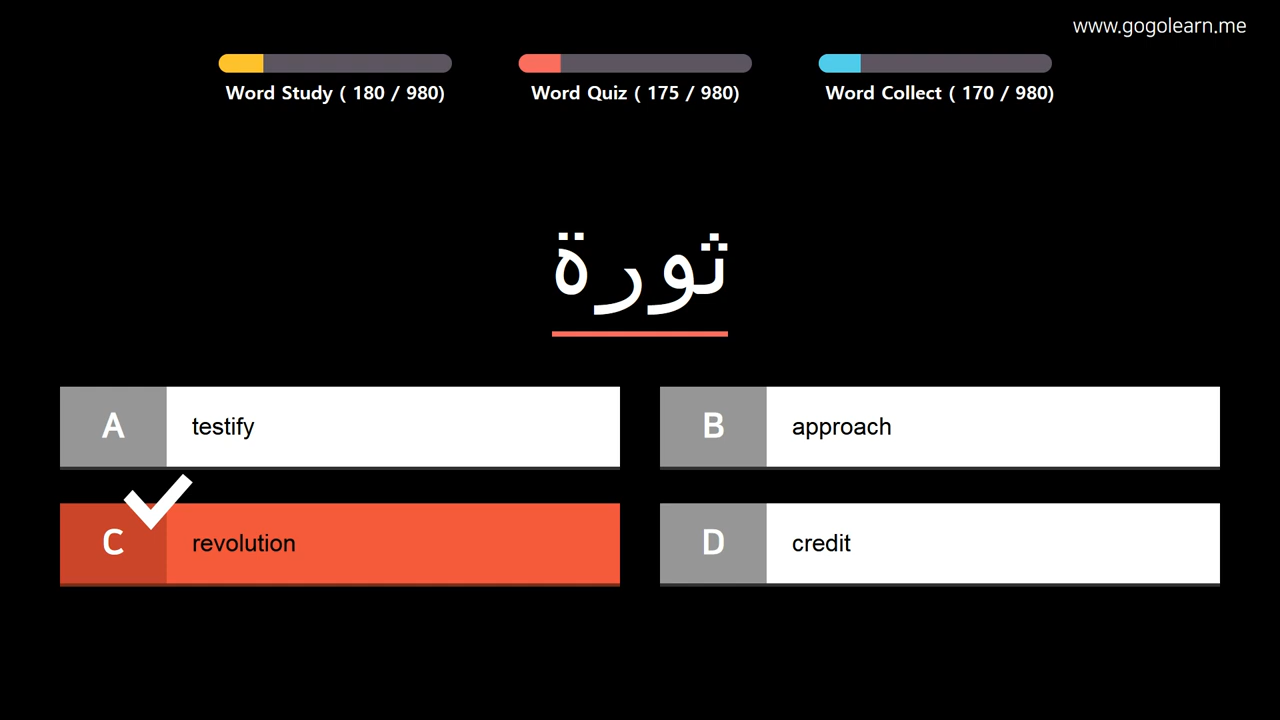 www.gogolearn.me
Word Study ( 180 / 980)
Word Quiz ( 175 / 980)
Word Collect ( 170 / 980)
ثورة
A testify
B approach
C revolution
D credit